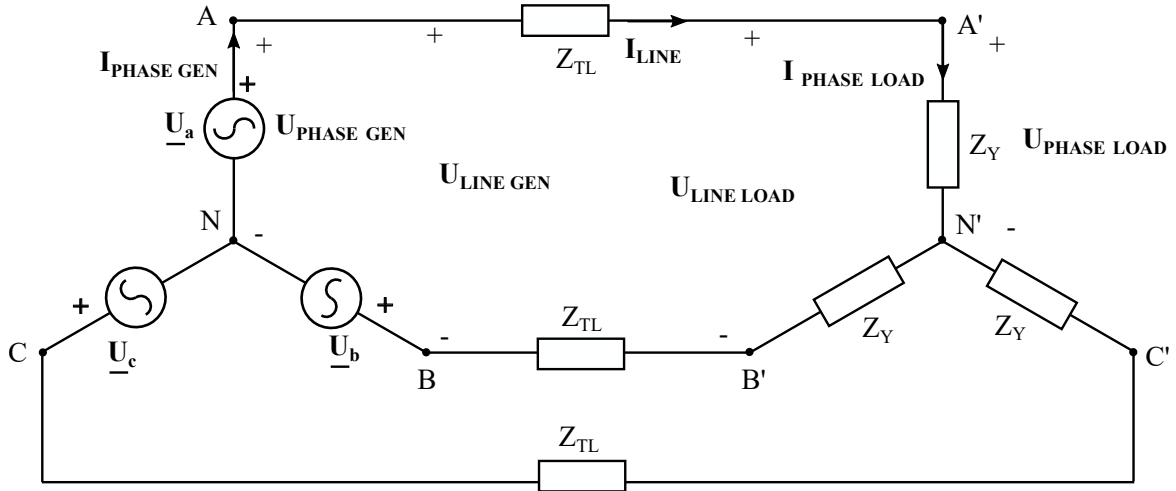 A
+
+
Z_TL
I_LINE
+
A'
+
I_PHASE GEN
+
I_PHASE LOAD
U_a
U_PHASE GEN
Z_Y
U_PHASE LOAD
U_LINE GEN
U_LINE LOAD
N
-
N'
-
+
+
Z_TL
Z_Y
Z_Y
C
U_c
U_b
-
B
-
B'
C'
Z_TL